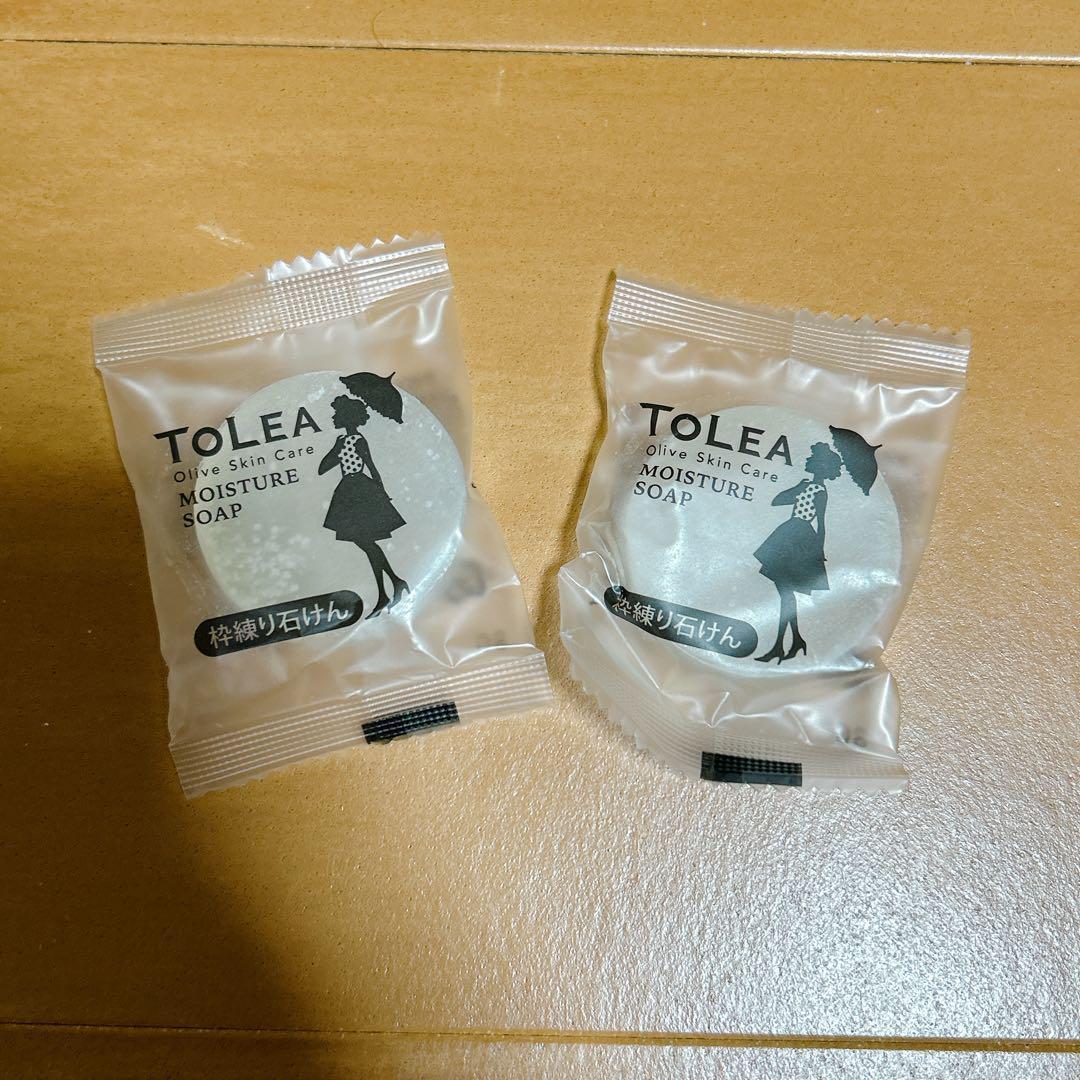 TOLEA
Olive Skin Care
MOISTURE
SOAP
枠練り石けん
TOLEA
Olive Skin Care
MOISTURE
SOAP
枠練り石けん